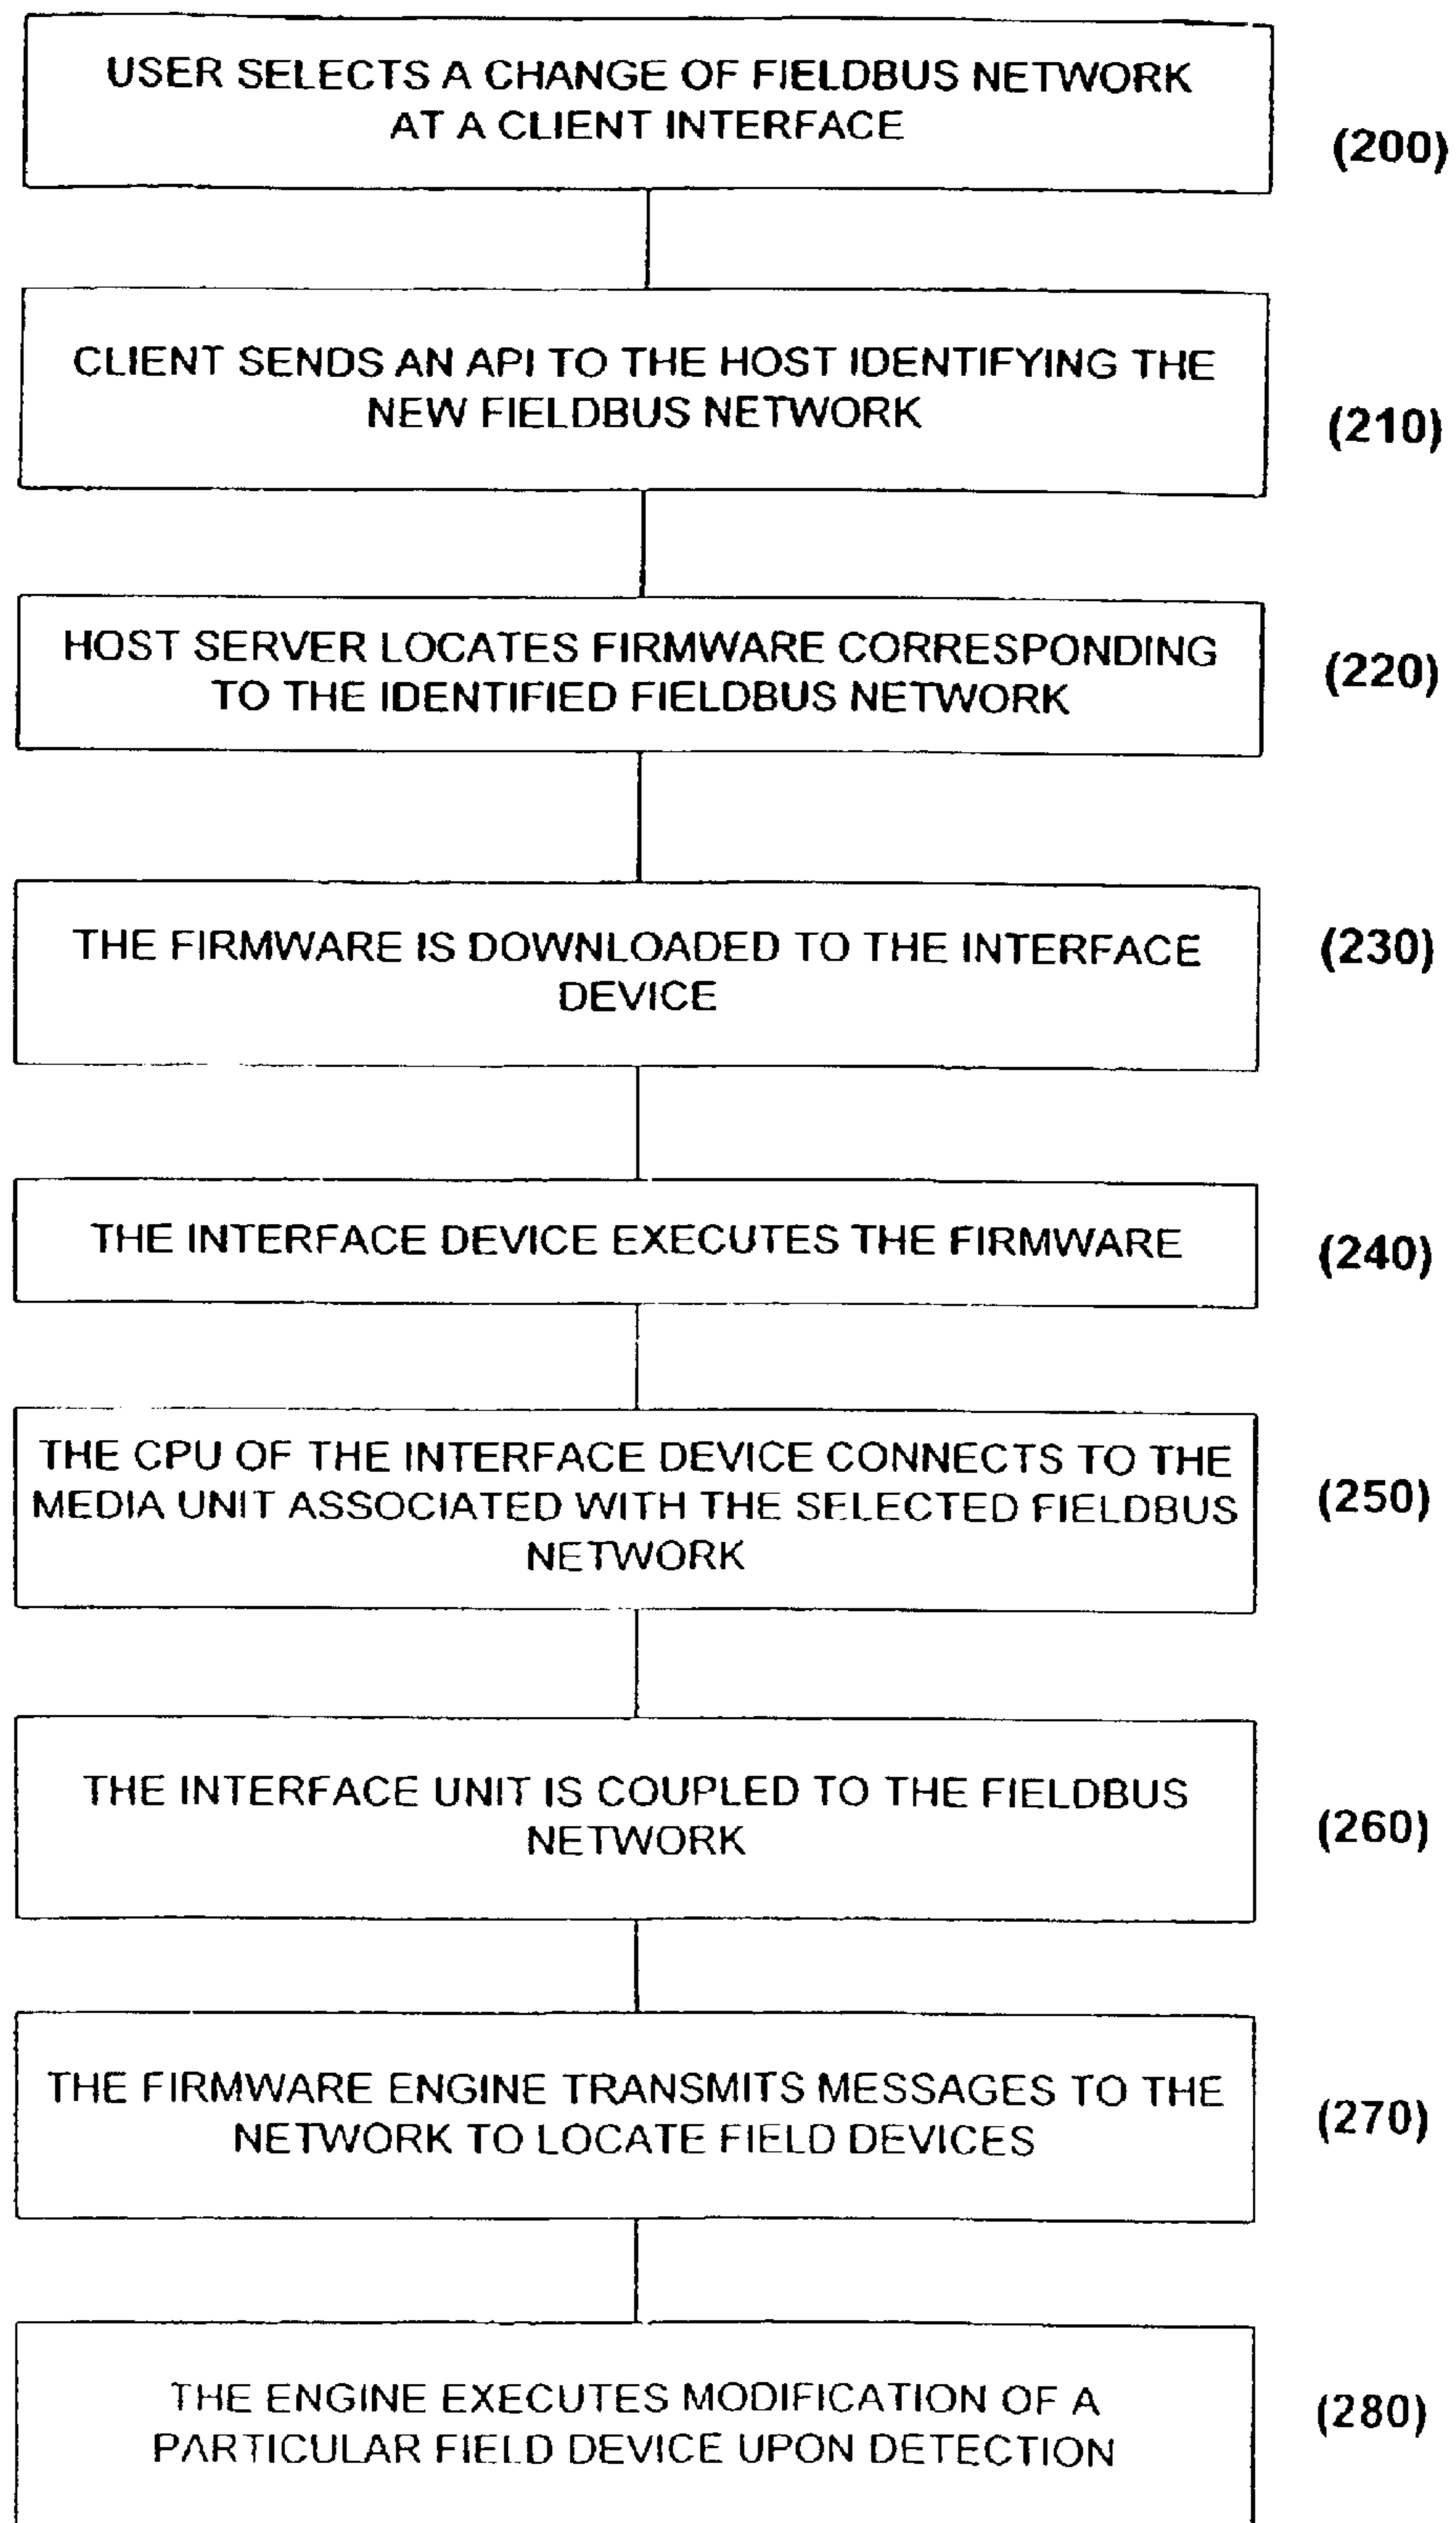 USER SELECTS A CHANGE OF FIELDBUS NETWORK
AT A CLIENT INTERFACE
(200)
CLIENT SENDS AN API TO THE HOST IDENTIFYING THE
NEW FIELDBUS NETWORK
(210)
HOST SERVER LOCATES FIRMWARE CORRESPONDING
TO THE IDENTIFIED FIELDBUS NETWORK
(220)
THE FIRMWARE IS DOWNLOADED TO THE INTERFACE
DEVICE
(230)
THE INTERFACE DEVICE EXECUTES THE FIRMWARE
(240)
THE CPU OF THE INTERFACE DEVICE CONNECTS TO THE
MEDIA UNIT ASSOCIATED WITH THE SELECTED FIELDBUS
NETWORK
(250)
THE INTERFACE UNIT IS COUPLED TO THE FIELDBUS
NETWORK
(260)
THE FIRMWARE ENGINE TRANSMITS MESSAGES TO THE
NETWORK TO LOCATE FIELD DEVICES
(270)
THE ENGINE EXECUTES MODIFICATION OF A
PARTICULAR FIELD DEVICE UPON DETECTION
(280)